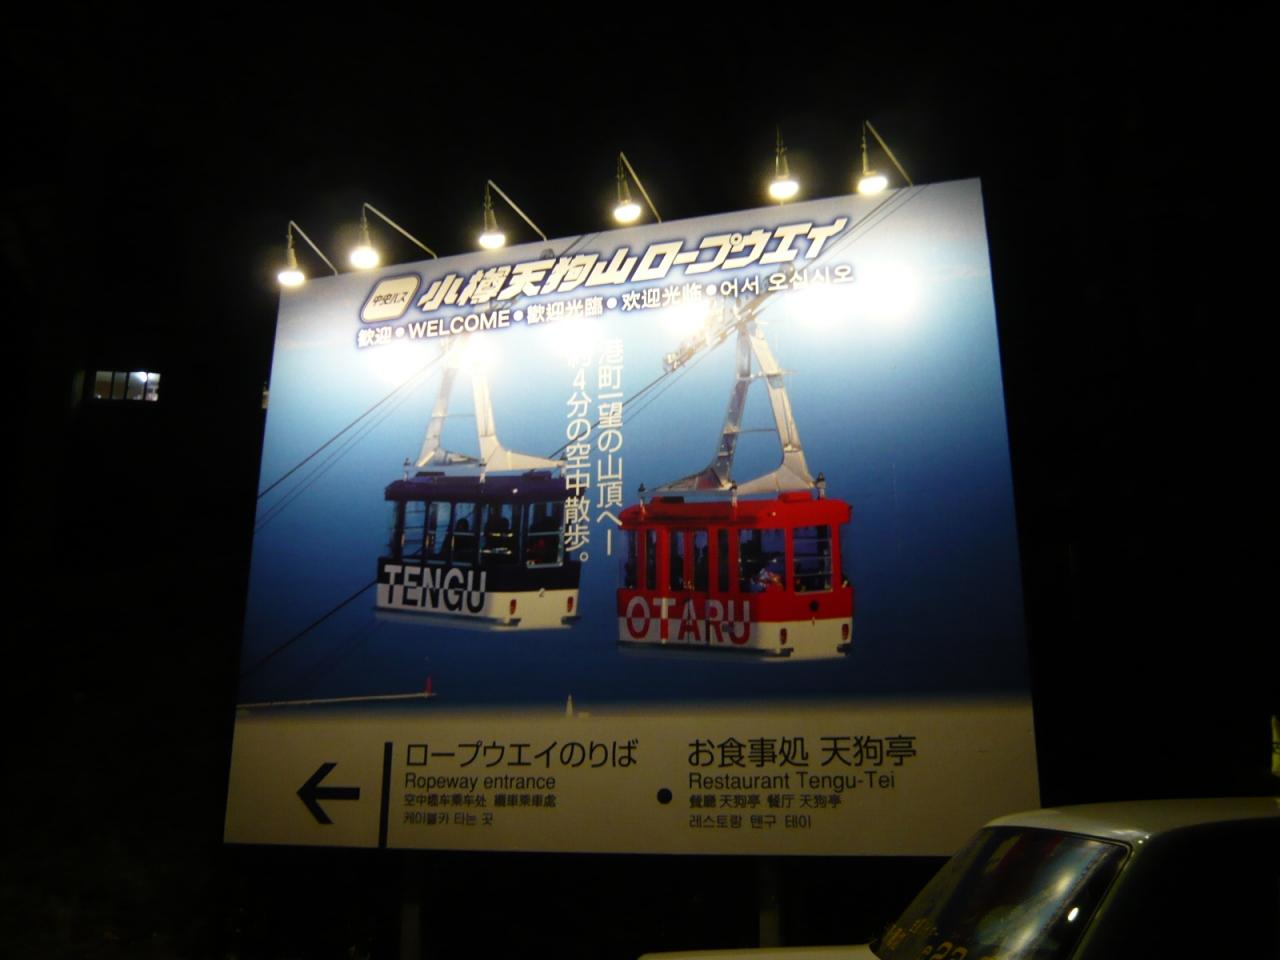 中央バス 小樽天狗山ロープウエイ
歓迎・WELCOME・歡迎光臨・欢迎光临・어서 오십시오
港町一望の山頂へー
約4分の空中散歩。
TENGU
OTARU
ロープウエイのりば
Ropeway entrance
空中缆车乘车处 纜車乘車處
케이블카 타는 곳
● お食事処 天狗亭
Restaurant Tengu-Tei
餐廳 天狗亭 餐厅 天狗亭
레스토랑 텐구 테이